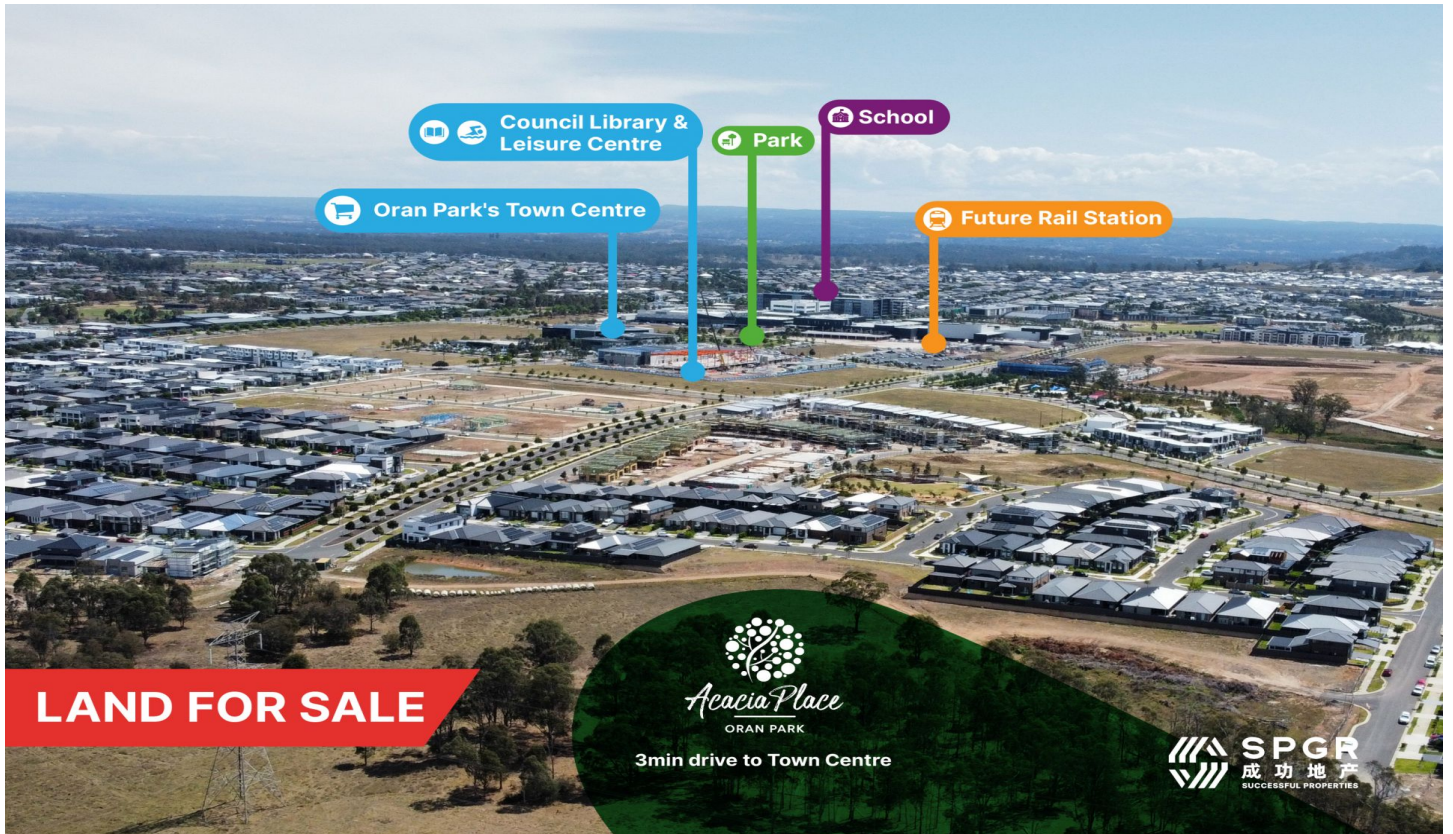 Council Library &
Leisure Centre
Park
School
Oran Park's Town Centre
Future Rail Station
LAND FOR SALE
Acacia Place
ORAN PARK
3min drive to Town Centre
SPGR
成功地产
SUCCESSFUL PROPERTIES